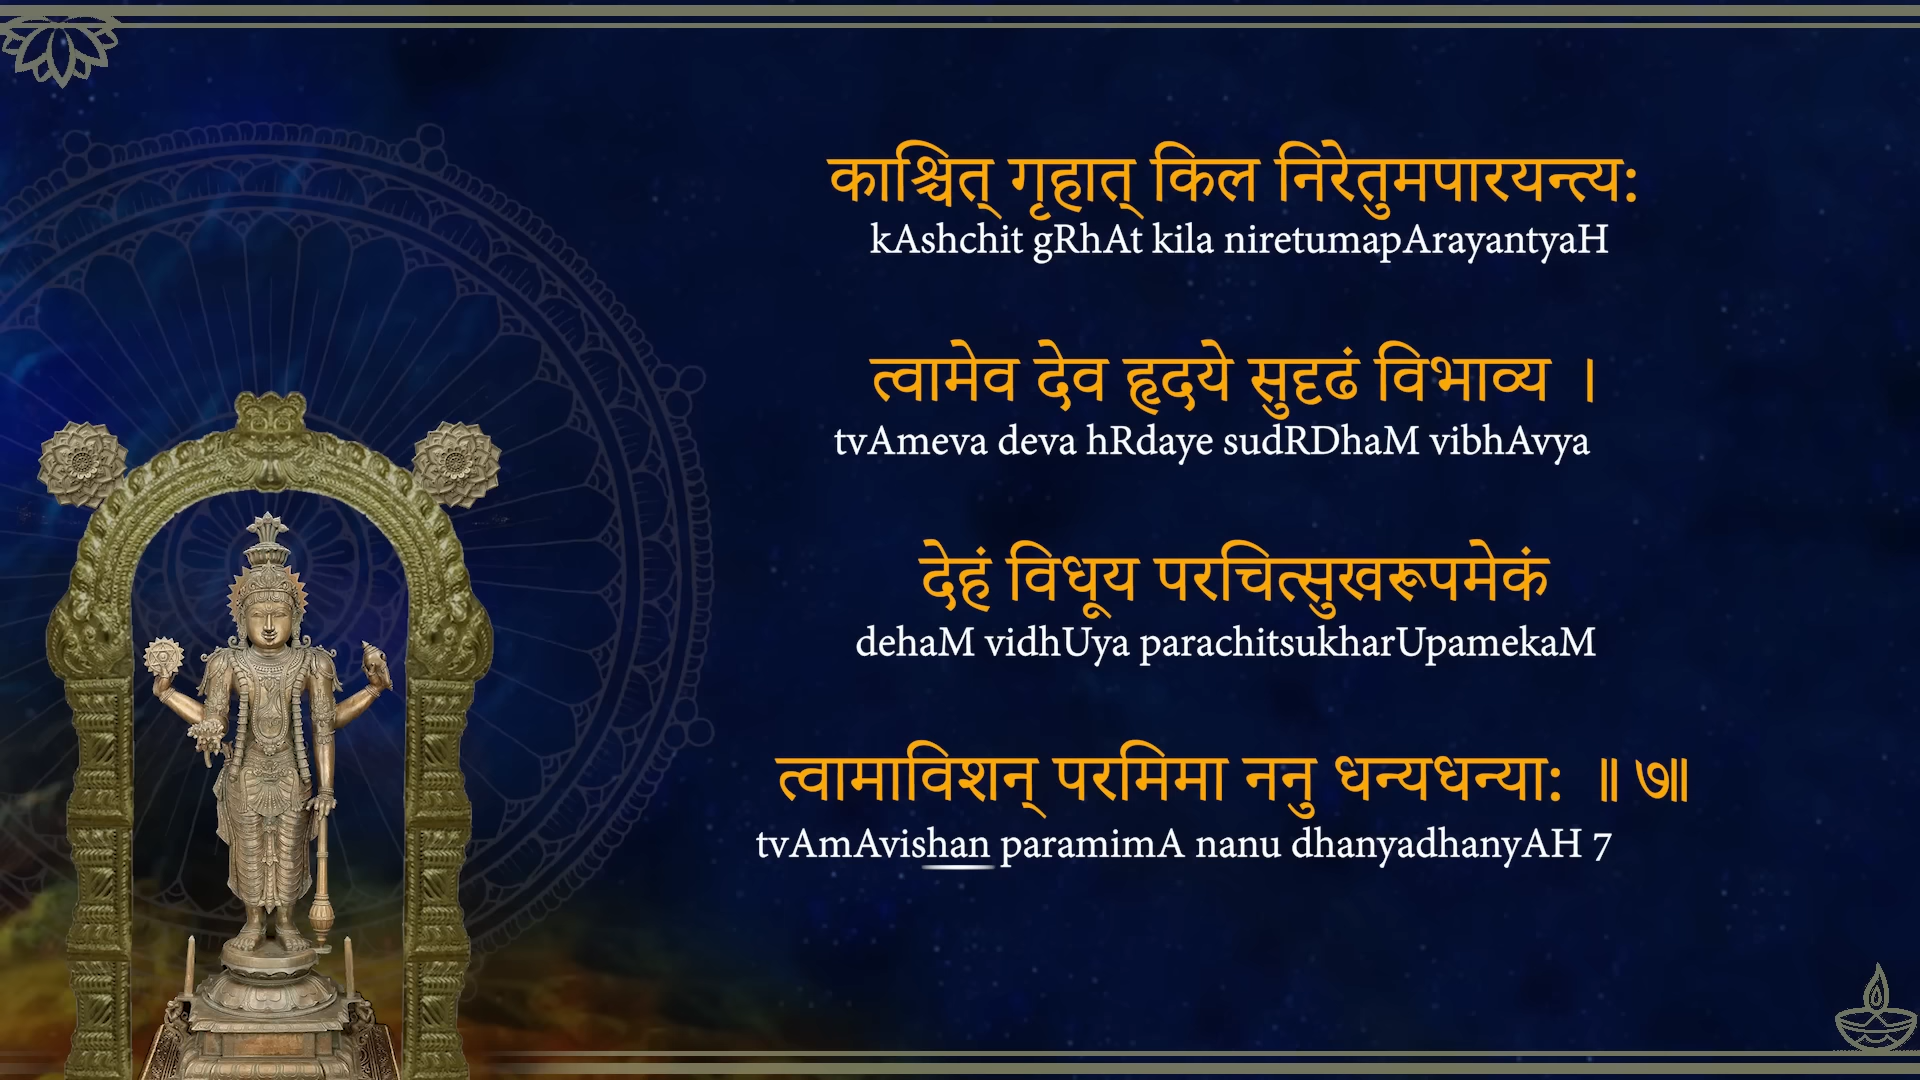 काश्चित् गृहात् किल निरेतुमपारयन्त्य:
kAshchit gRhAt kila niretumapArayantyaH
त्वामेव देव हृदये सुदृढं विभाव्य ।
tvAmeva deva hRdaye sudRDhaM vibhAvya
देहं विधूय परचित्सुखरूपमेकं
dehaM vidhUya parachitsukharUpamekaM
त्वामाविशन् परमिमा ननु धन्यधन्या: ॥ ७॥
tvAmAvishan paramimA nanu dhanyadhanyAH 7